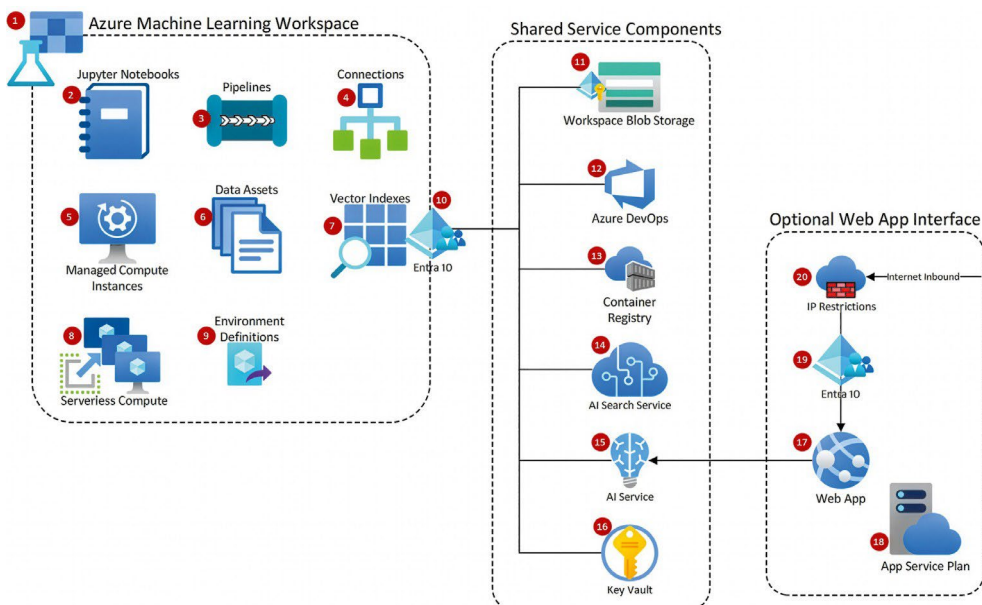 1
Azure Machine Learning Workspace
Jupyter Notebooks
2
Pipelines
3
Connections
4
5
Managed Compute
Instances
Data Assets
6
Vector Indexes
7
10
Entra 10
8
Serverless Compute
9
Environment
Definitions
Shared Service Components
11
Workspace Blob Storage
12
Azure DevOps
13
Container
Registry
14
AI Search Service
15
AI Service
16
Key Vault
Optional Web App Interface
20
Internet Inbound
IP Restrictions
19
Entra 10
17
Web App
18
App Service Plan